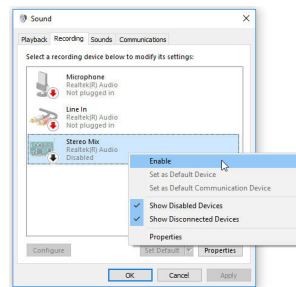 Sound
Playback Recording Sounds Communications
Select a recording device below to modify its settings:
Microphone
Realtek(R) Audio
Not plugged in
Line In
Realtek(R) Audio
Not plugged in
Stereo Mix
Realtek(R) Audio
Disabled
Enable
Set as Default Device
Set as Default Communication Device
Show Disabled Devices
Show Disconnected Devices
Properties
Configure Set Default Properties
OK Cancel Apply